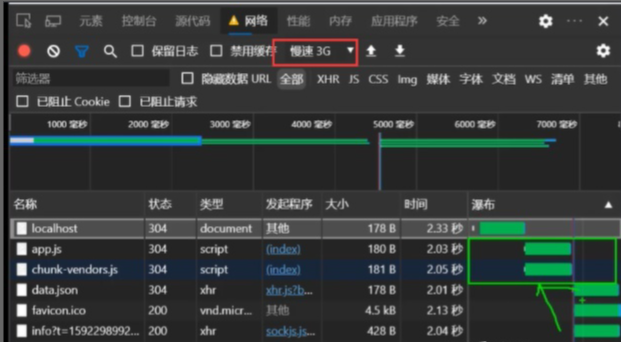 元素 控制台 源代码 网络 性能 内存 应用程序 安全 »
保留日志 禁用缓存 慢速 3G
筛选器 隐藏数据 URL 全部 XHR JS CSS Img 媒体 字体 文档 WS 清单 其他
已阻止 Cookie 已阻止请求
1000 毫秒 2000 毫秒 3000 毫秒 4000 毫秒 5000 毫秒 6000 毫秒 7000 毫秒
名称 状态 类型 发起程序 大小 时间 瀑布
localhost 304 document 其他 178 B 2.33 秒
app.js 304 script (index) 180 B 2.03 秒
chunk-vendors.js 304 script (index) 181 B 2.05 秒
data.json 304 xhr xhr.js?b... 178 B 2.01 秒
favicon.ico 200 vnd.micr... 其他 4.5 kB 2.13 秒
info?t=1592298992... 200 xhr sockjs.js... 428 B 2.04 秒